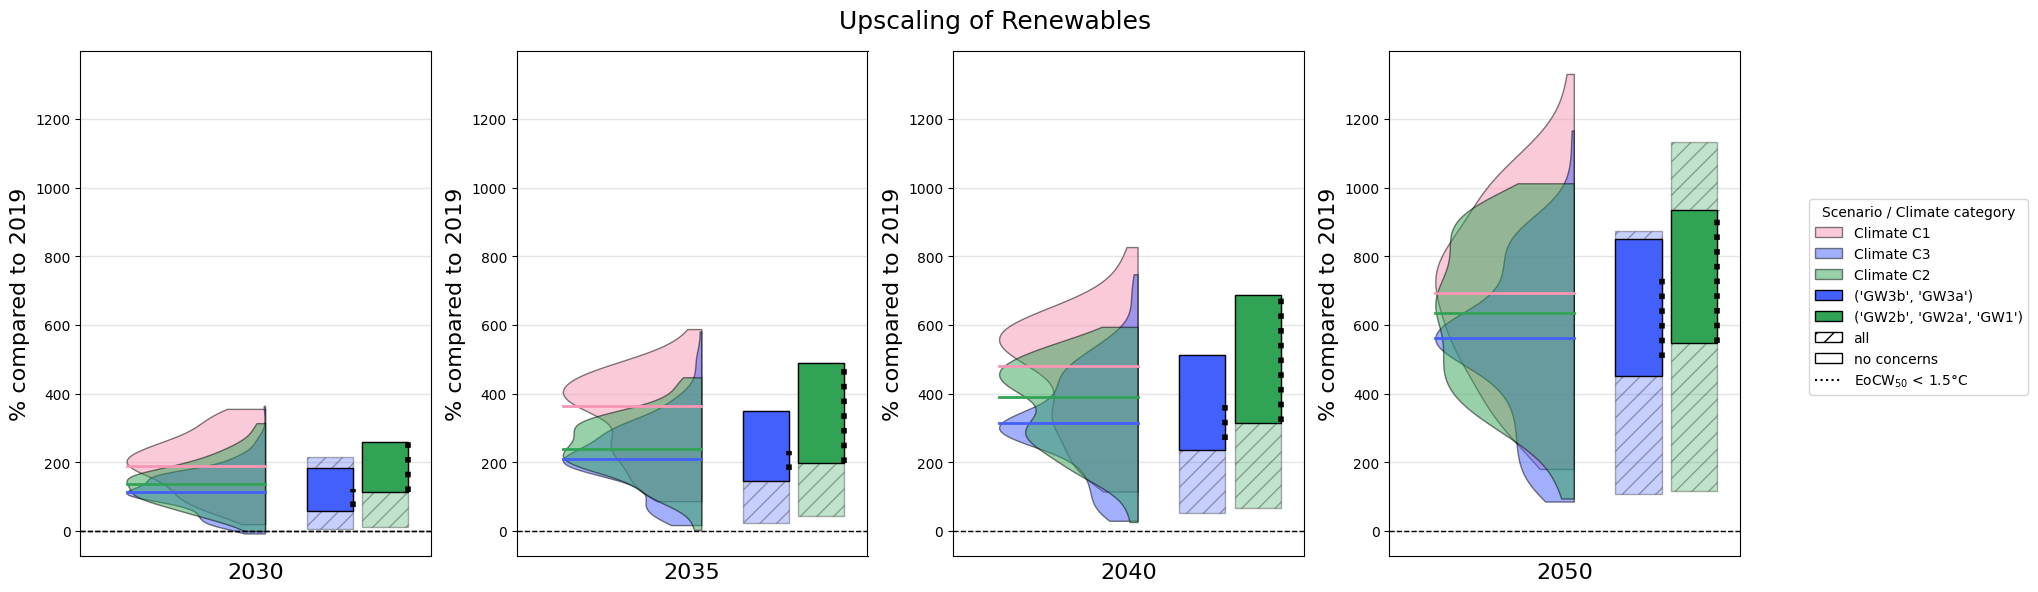 Upscaling of Renewables
% compared to 2019
1200
1000
800
600
400
200
0
2030
% compared to 2019
1200
1000
800
600
400
200
0
2035
% compared to 2019
1200
1000
800
600
400
200
0
2040
% compared to 2019
1200
1000
800
600
400
200
0
2050
Scenario / Climate category
Climate C1
Climate C3
Climate C2
('GW3b', 'GW3a')
('GW2b', 'GW2a', 'GW1')
all
no concerns
EoCW₅₀ < 1.5°C